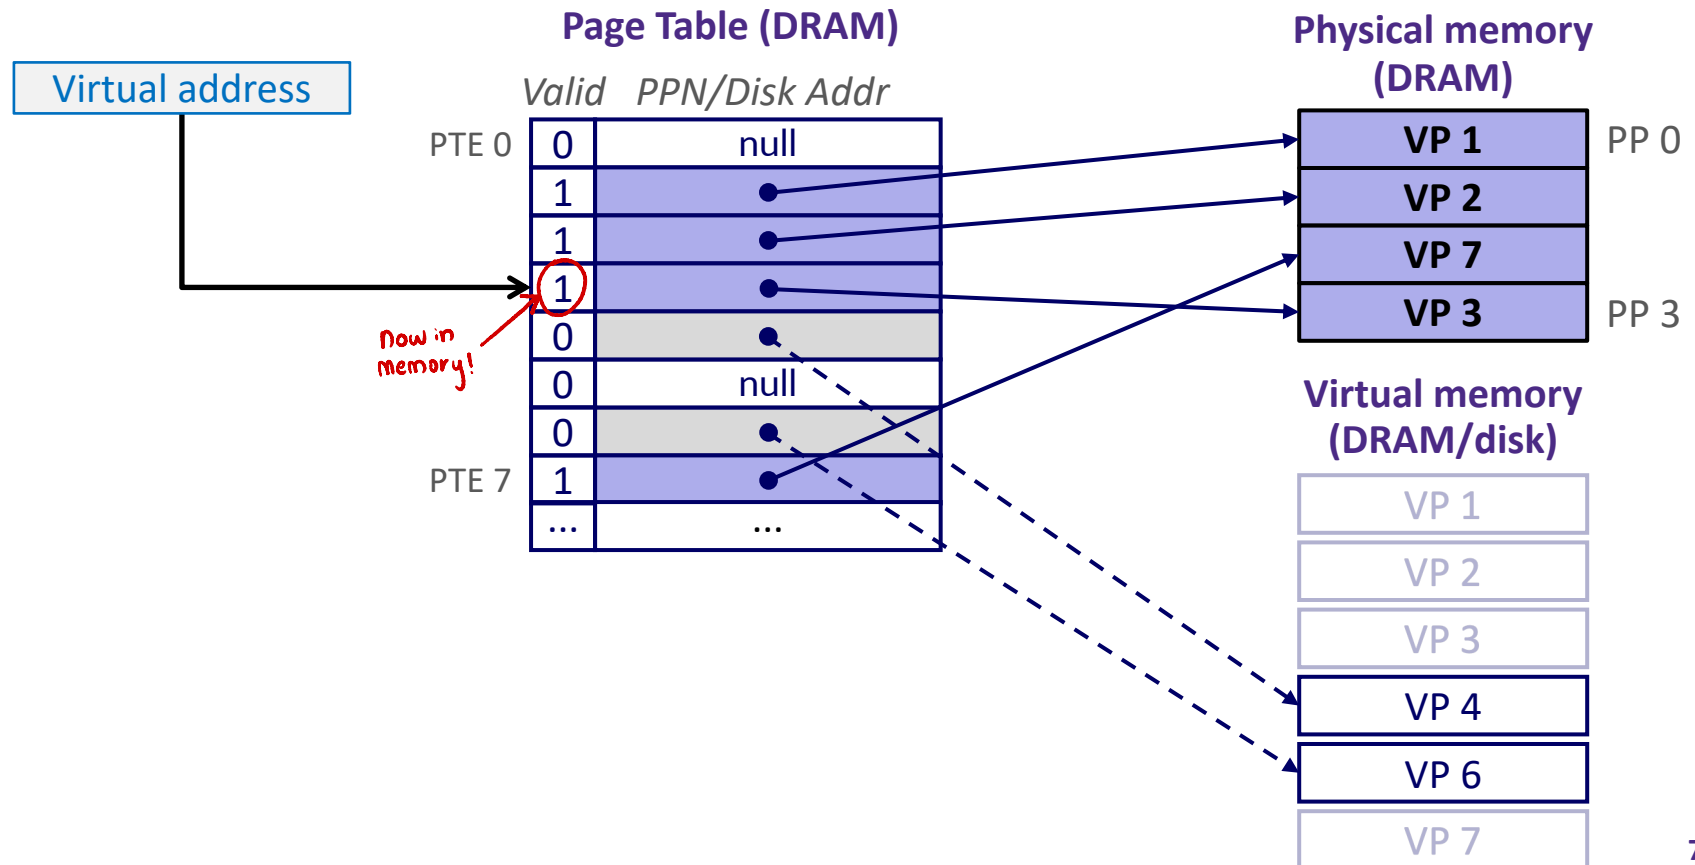 Page Table (DRAM)
Physical memory
(DRAM)
Virtual address
Valid PPN/Disk Addr
PTE 0 0 null
1
1
1
0
0 null
0
PTE 7 1
... ...
now in
memory!
VP 1 PP 0
VP 2
VP 7
VP 3 PP 3
Virtual memory
(DRAM/disk)
VP 1
VP 2
VP 3
VP 4
VP 6
VP 7